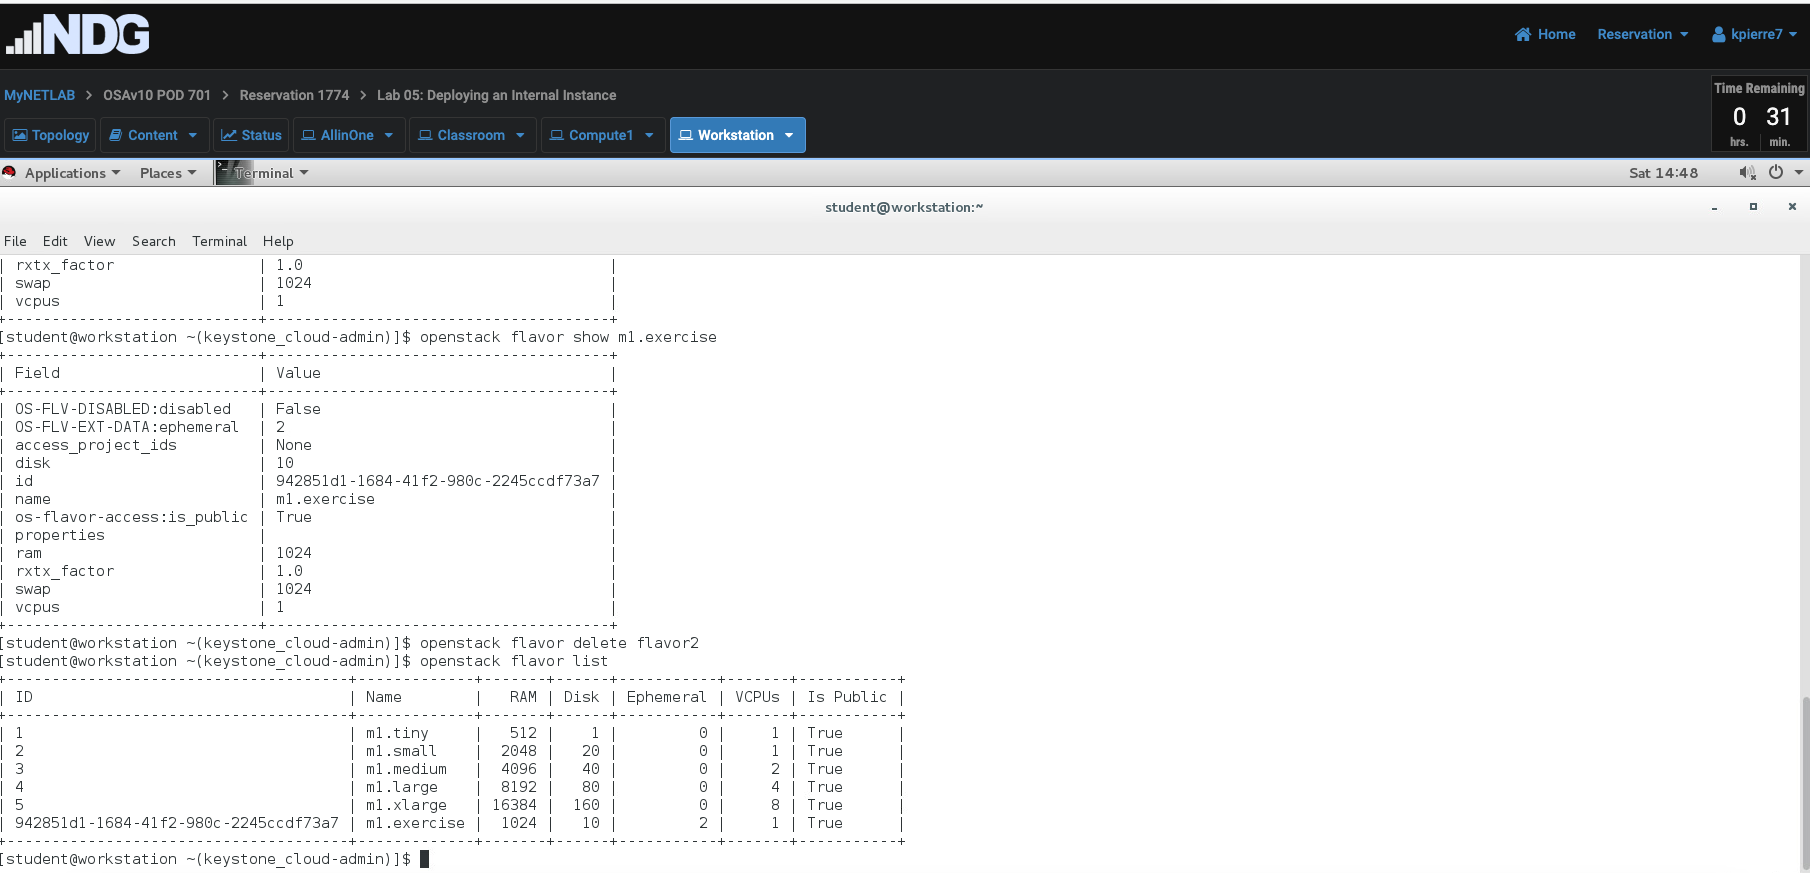 NDG
Home Reservation kpierre7
MyNETLAB > OSAv10 POD 701 > Reservation 1774 > Lab 05: Deploying an Internal Instance
Time Remaining
0 31
hrs. min.
Topology Content Status AllinOne Classroom Compute1 Workstation
Applications Places Terminal Sat 14:48
student@workstation:~
File Edit View Search Terminal Help
| rxtx_factor | 1.0 |
| swap | 1024 |
| vcpus | 1 |
+---------------------------+--------------------------------------+
[student@workstation ~(keystone_cloud-admin)]$ openstack flavor show m1.exercise
+---------------------------+--------------------------------------+
| Field | Value |
+---------------------------+--------------------------------------+
| OS-FLV-DISABLED:disabled | False |
| OS-FLV-EXT-DATA:ephemeral | 2 |
| access_project_ids | None |
| disk | 10 |
| id | 942851d1-1684-41f2-980c-2245ccdf73a7 |
| name | m1.exercise |
| os-flavor-access:is_public | True |
| properties | |
| ram | 1024 |
| rxtx_factor | 1.0 |
| swap | 1024 |
| vcpus | 1 |
+---------------------------+--------------------------------------+
[student@workstation ~(keystone_cloud-admin)]$ openstack flavor delete flavor2
[student@workstation ~(keystone_cloud-admin)]$ openstack flavor list
+--------------------------------------+-------------+-------+------+-----------+-------+-----------+
| ID | Name | RAM | Disk | Ephemeral | VCPUs | Is Public |
+--------------------------------------+-------------+-------+------+-----------+-------+-----------+
| 1 | m1.tiny | 512 | 1 | 0 | 1 | True |
| 2 | m1.small | 2048 | 20 | 0 | 1 | True |
| 3 | m1.medium | 4096 | 40 | 0 | 2 | True |
| 4 | m1.large | 8192 | 80 | 0 | 4 | True |
| 5 | m1.xlarge | 16384 | 160 | 0 | 8 | True |
| 942851d1-1684-41f2-980c-2245ccdf73a7 | m1.exercise | 1024 | 10 | 2 | 1 | True |
+--------------------------------------+-------------+-------+------+-----------+-------+-----------+
[student@workstation ~(keystone_cloud-admin)]$